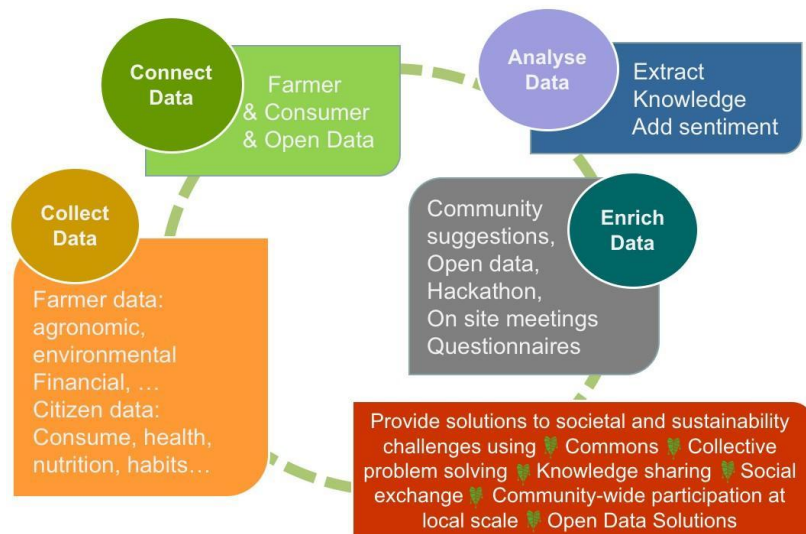 Connect
Data
Farmer
& Consumer
& Open Data
Analyse
Data
Extract
Knowledge
Add sentiment
Collect
Data
Farmer data:
agronomic,
environmental
Financial, …
Citizen data:
Consume, health,
nutrition, habits…
Community
suggestions,
Open data,
Hackathon,
On site meetings
Questionnaires
Enrich
Data
Provide solutions to societal and sustainability
challenges using Commons Collective
problem solving Knowledge sharing Social
exchange Community-wide participation at
local scale Open Data Solutions